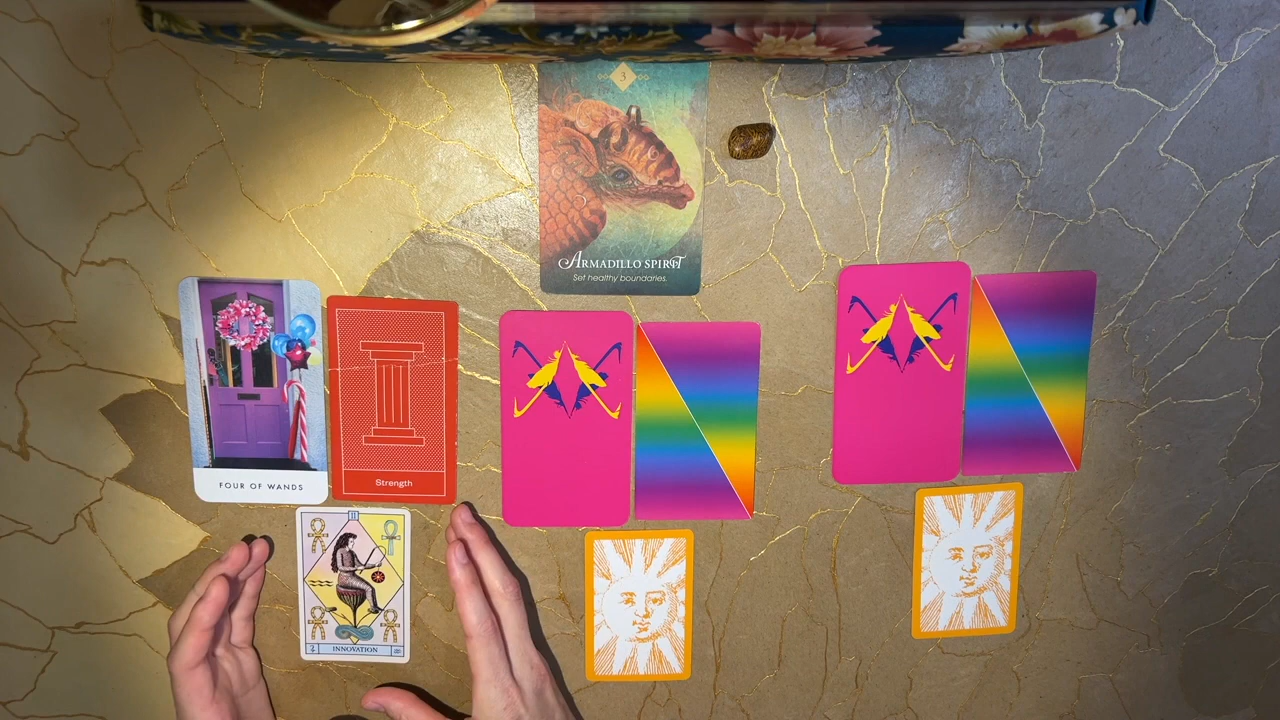 3
ARMADILLO SPIRIT
Set healthy boundaries.
FOUR OF WANDS
Strength
II
INNOVATION